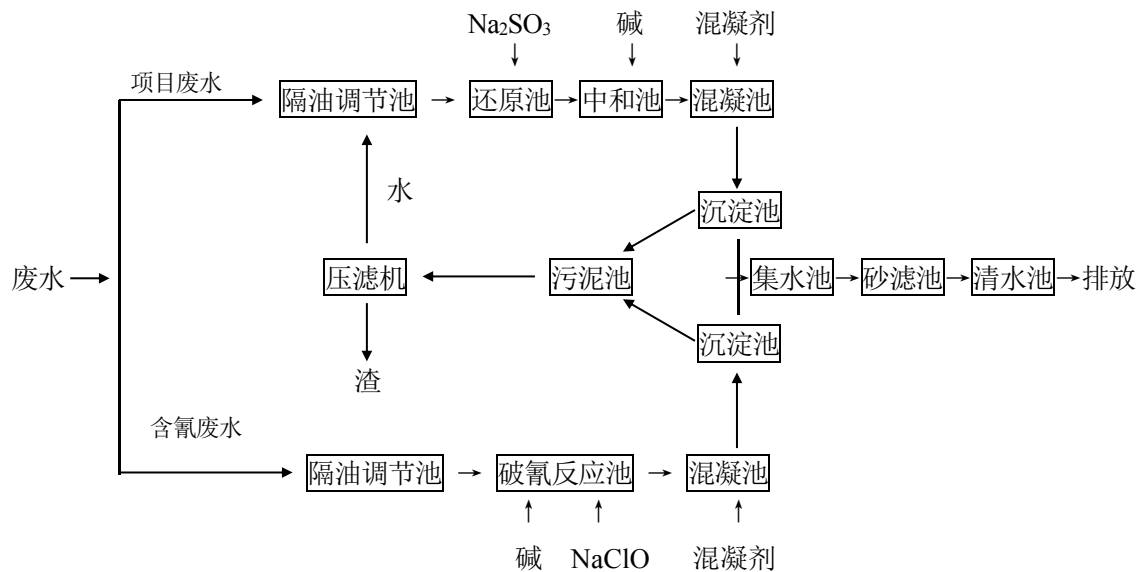 Na₂SO₃ 碱 混凝剂
项目废水
隔油调节池 还原池 中和池 混凝池
水
沉淀池
废水 压滤机 污泥池 集水池 砂滤池 清水池 排放
沉淀池
渣
含氰废水
隔油调节池 破氰反应池 混凝池
碱 NaClO 混凝剂